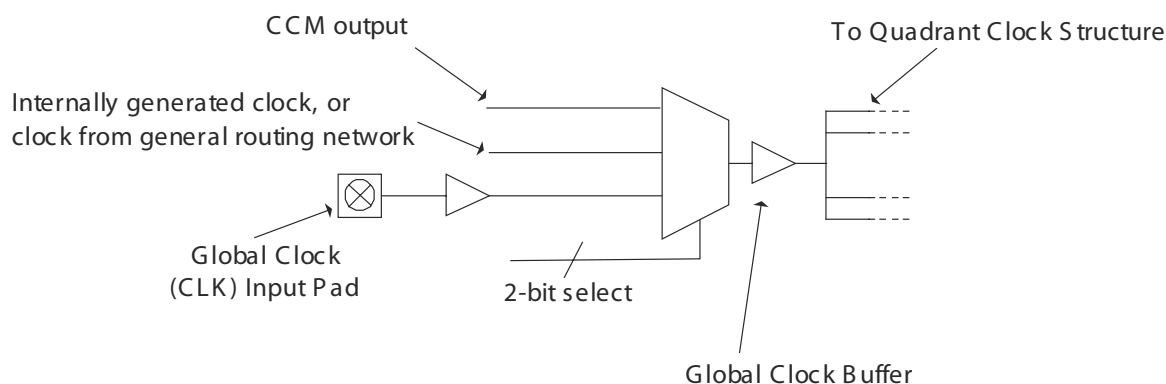 CCM output
To Quadrant Clock Structure
Internally generated clock, or
clock from general routing network
Global Clock
(CLK) Input Pad
2-bit select
Global Clock Buffer